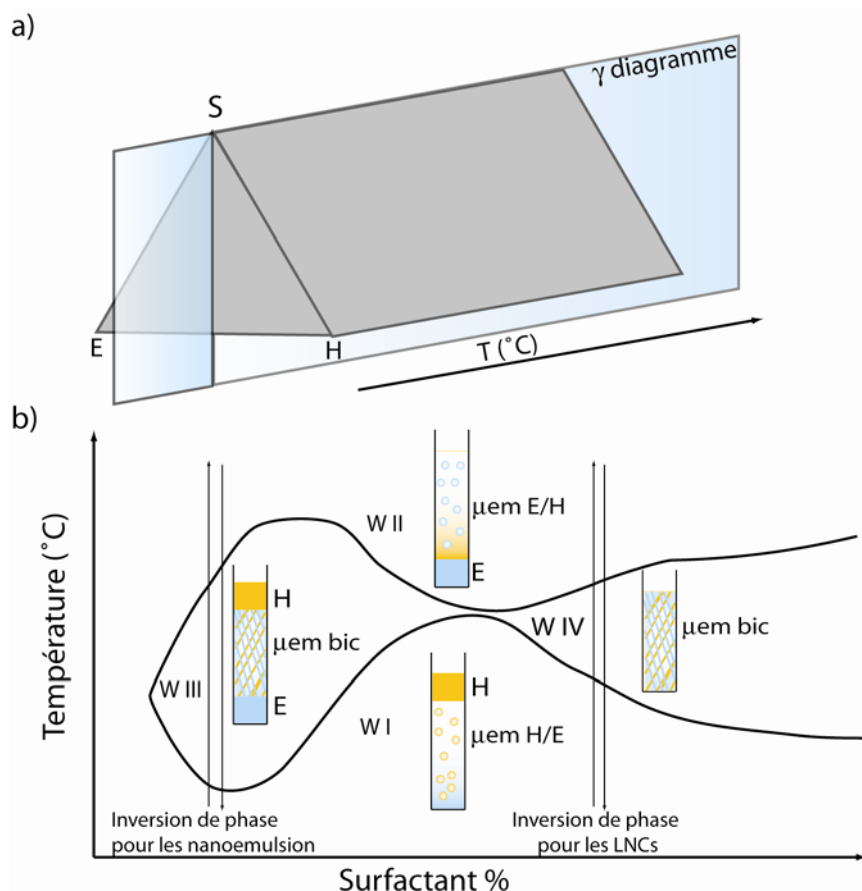 a)
γ diagramme
S
E
H
T (°C)
b)
Température (°C)
W II
μem E/H
E
H
μem bic
W III
E
W IV
μem bic
H
W I
μem H/E
Inversion de phase
pour les nanoemulsion
Inversion de phase
pour les LNCs
Surfactant %